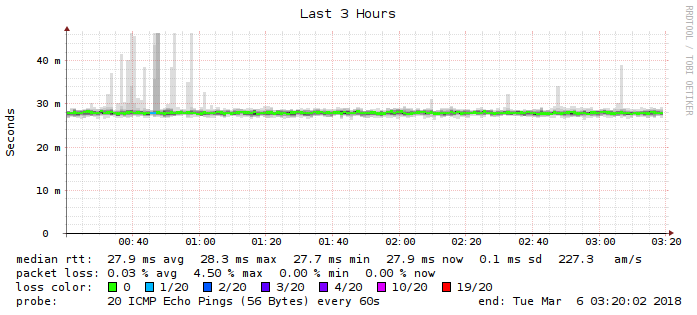 Last 3 Hours
RRDTOOL / TOBI OETIKER
Seconds
40 m
30 m
20 m
10 m
0
00:40 01:00 01:20 01:40 02:00 02:20 02:40 03:00 03:20
median rtt: 27.9 ms avg 28.3 ms max 27.7 ms min 27.9 ms now 0.1 ms sd 227.3 am/s
packet loss: 0.03 % avg 4.50 % max 0.00 % min 0.00 % now
loss color: 0 1/20 2/20 3/20 4/20 10/20 19/20
probe: 20 ICMP Echo Pings (56 Bytes) every 60s end: Tue Mar 6 03:20:02 2018